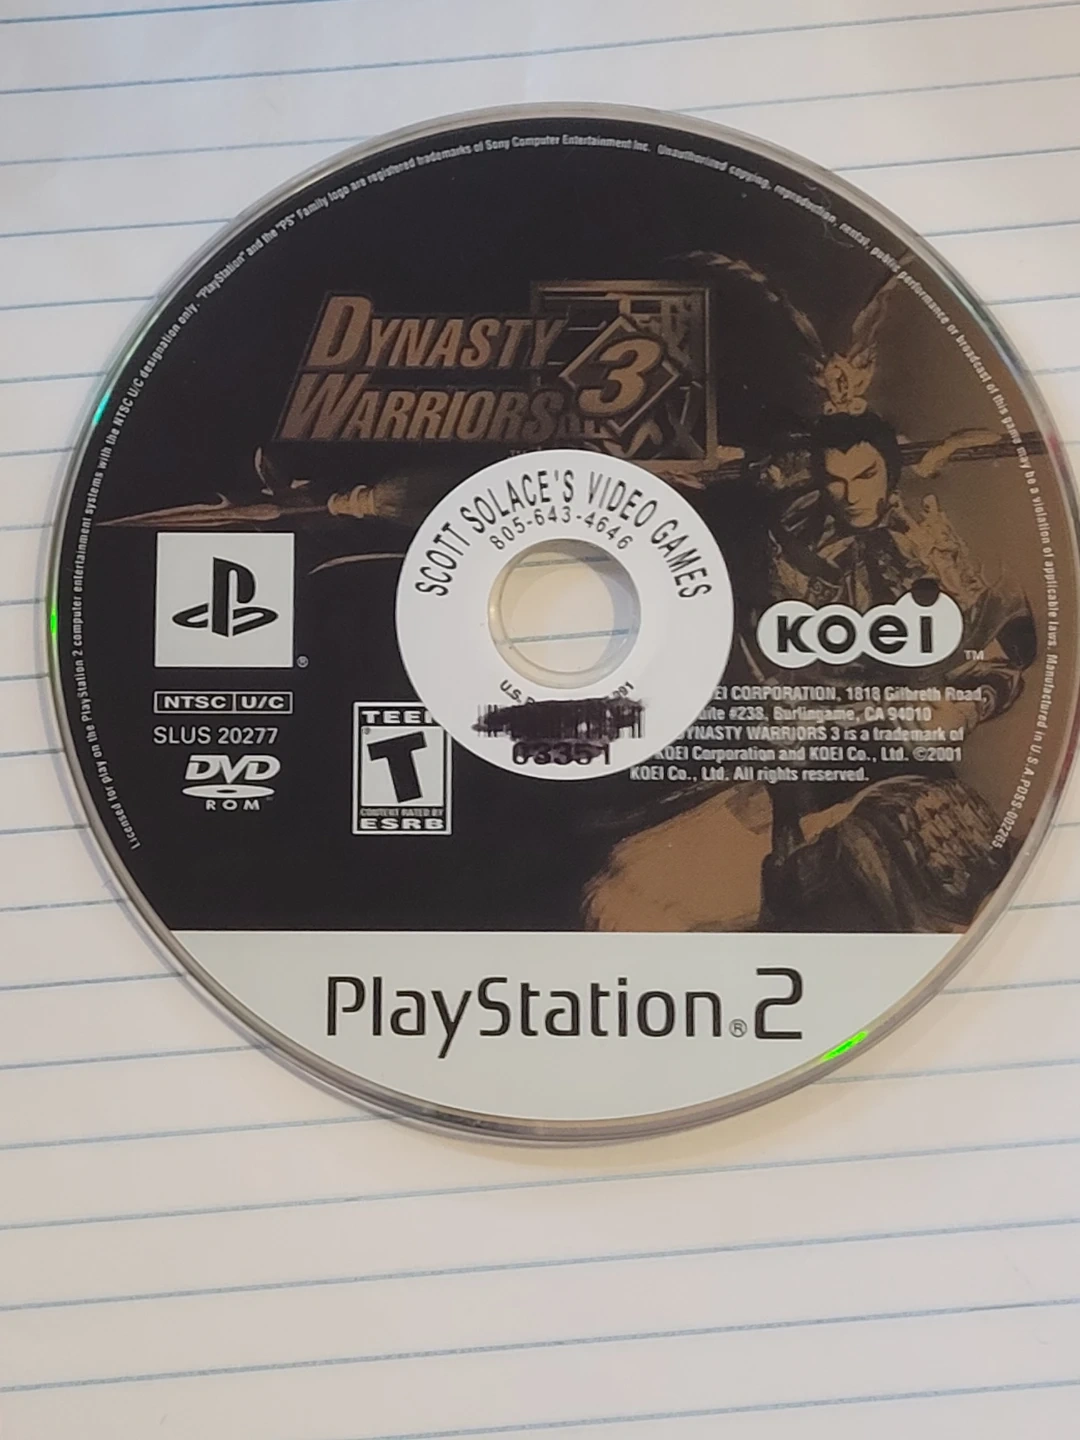 Licensed for play on the PlayStation 2 computer entertainment systems with the NTSC U/C designation only. "PlayStation" and the "PS" Family logo are registered trademarks of Sony Computer Entertainment Inc. Unauthorized copying, reproduction, rental, public performance or broadcast of this game may be a violation of applicable laws. Manufactured in U.S.A. PDSS-002265.
DYNASTY
WARRIORS 3
TM
SCOTT SOLACE'S VIDEO GAMES
805-643-4646
U.S.
03351
®
KOEI
TM
NTSC U/C
SLUS 20277
DVD
ROM
TEEN
T
CONTENT RATED BY
ESRB
CORPORATION, 1818 Gilbreth Road,
#238, Burlingame, CA 94010
DYNASTY WARRIORS 3 is a trademark of
KOEI Corporation and KOEI Co., Ltd. ©2001
KOEI Co., Ltd. All rights reserved.
PlayStation®2